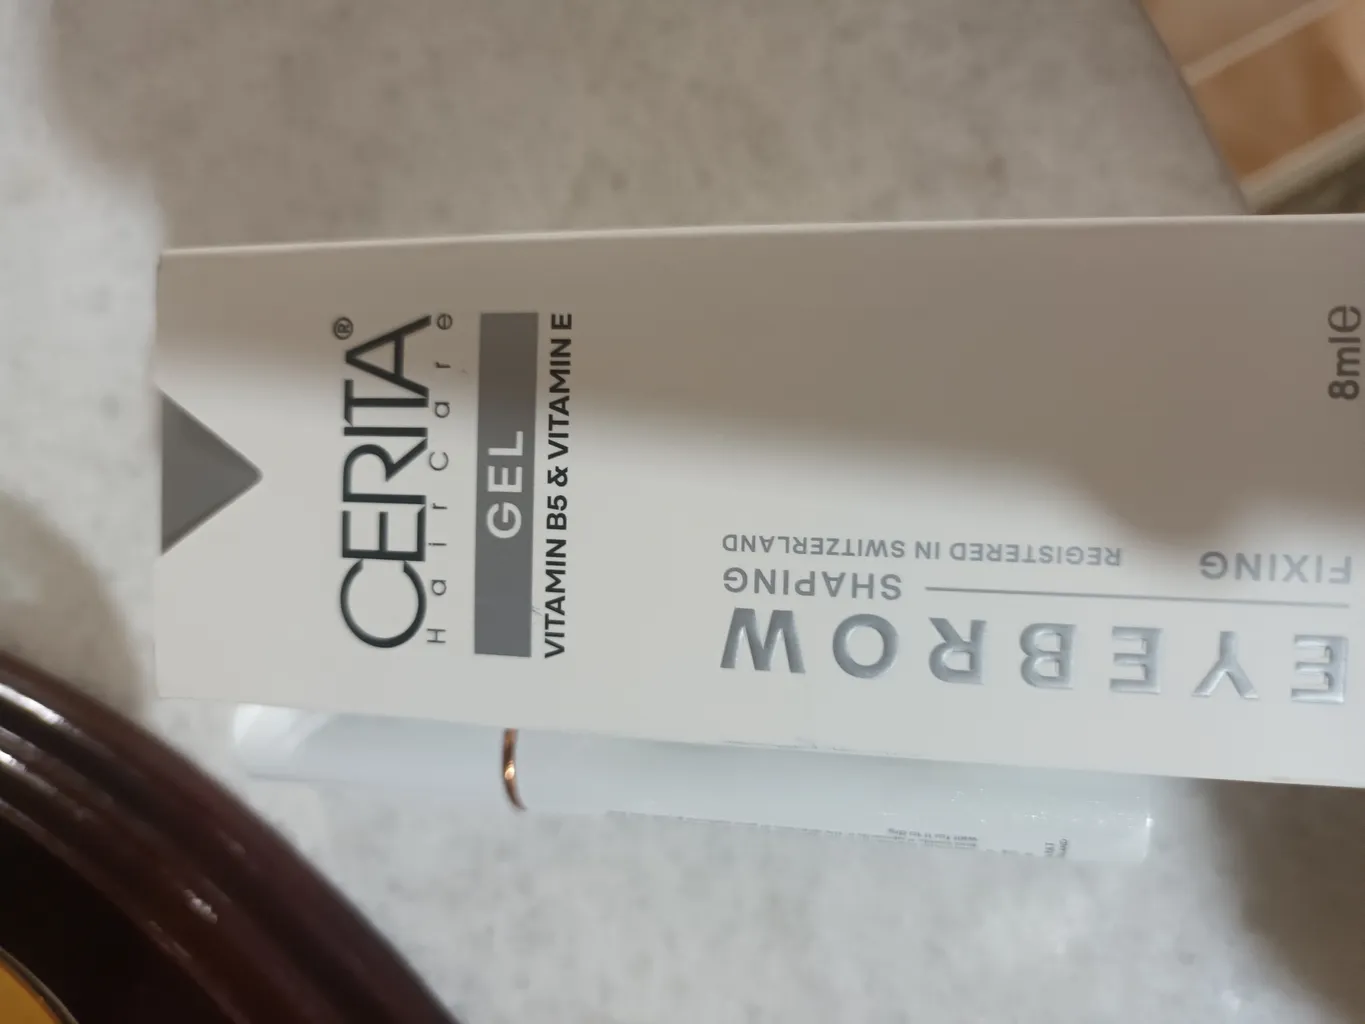 CERITA®
HairCare
GEL
VITAMIN B5 & VITAMIN E
EYEBROW
FIXING SHAPING
REGISTERED IN SWITZERLAND
8ml℮